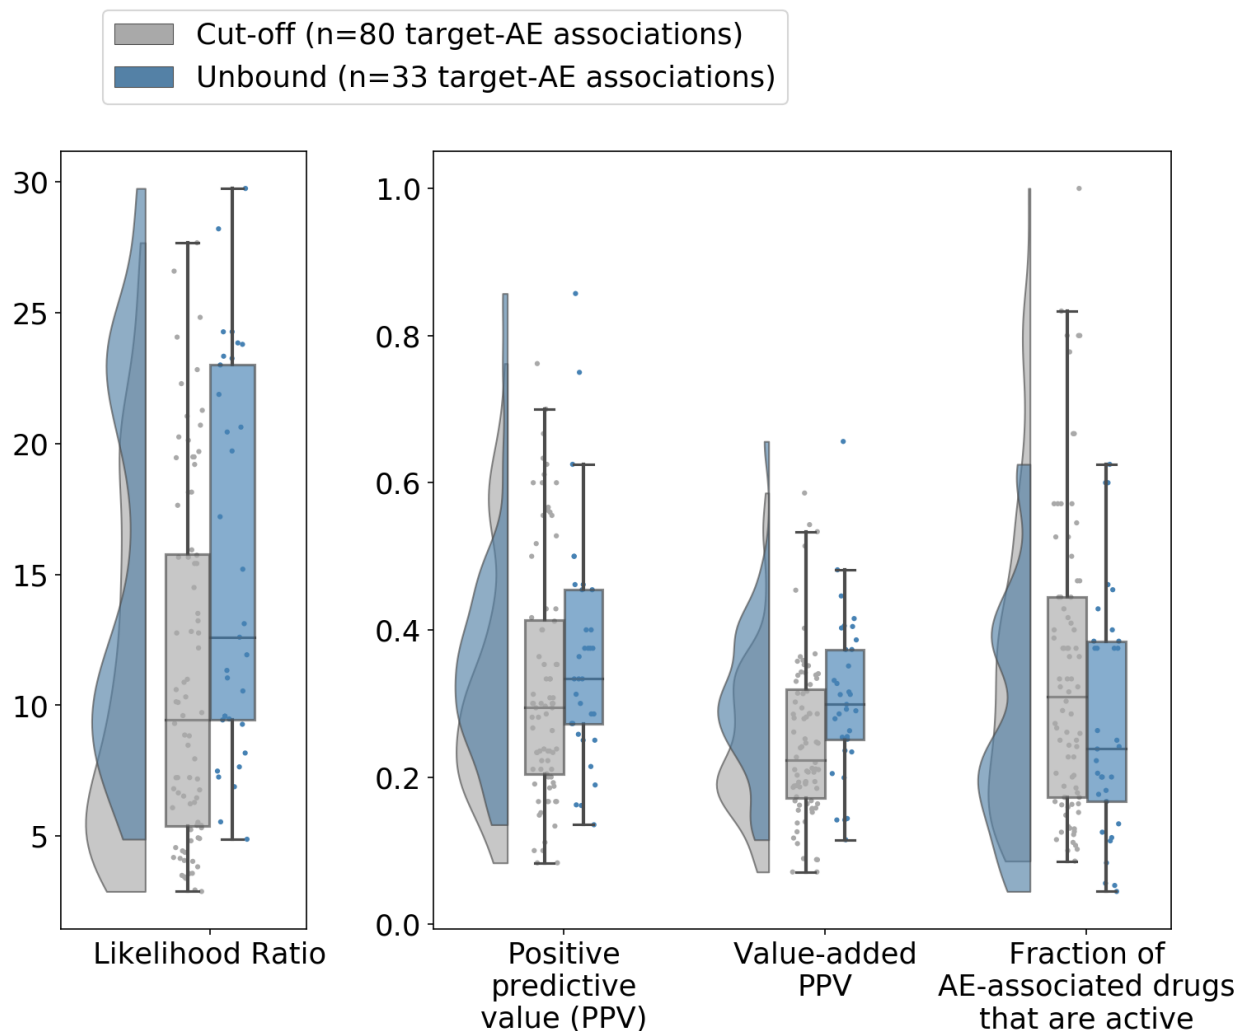 Cut-off (n=80 target-AE associations)
Unbound (n=33 target-AE associations)
30
25
20
15
10
5
Likelihood Ratio
1.0
0.8
0.6
0.4
0.2
0.0
Positive
predictive
value (PPV)
Value-added
PPV
Fraction of
AE-associated drugs
that are active